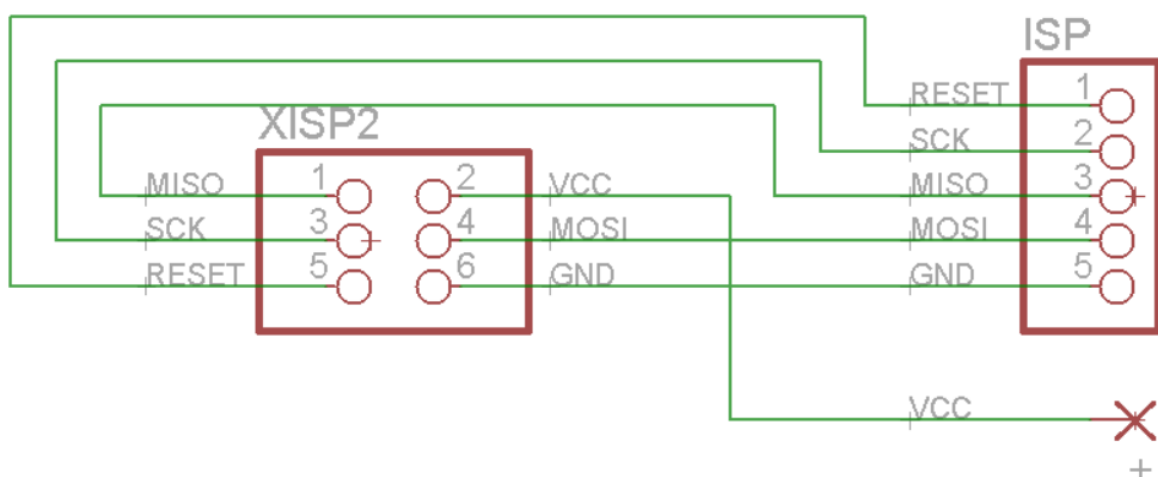 ISP
RESET 1
XISP2
SCK 2
MISO 1 2 VCC MISO 3
SCK 3 4 MOSI MOSI 4
RESET 5 6 GND GND 5
VCC